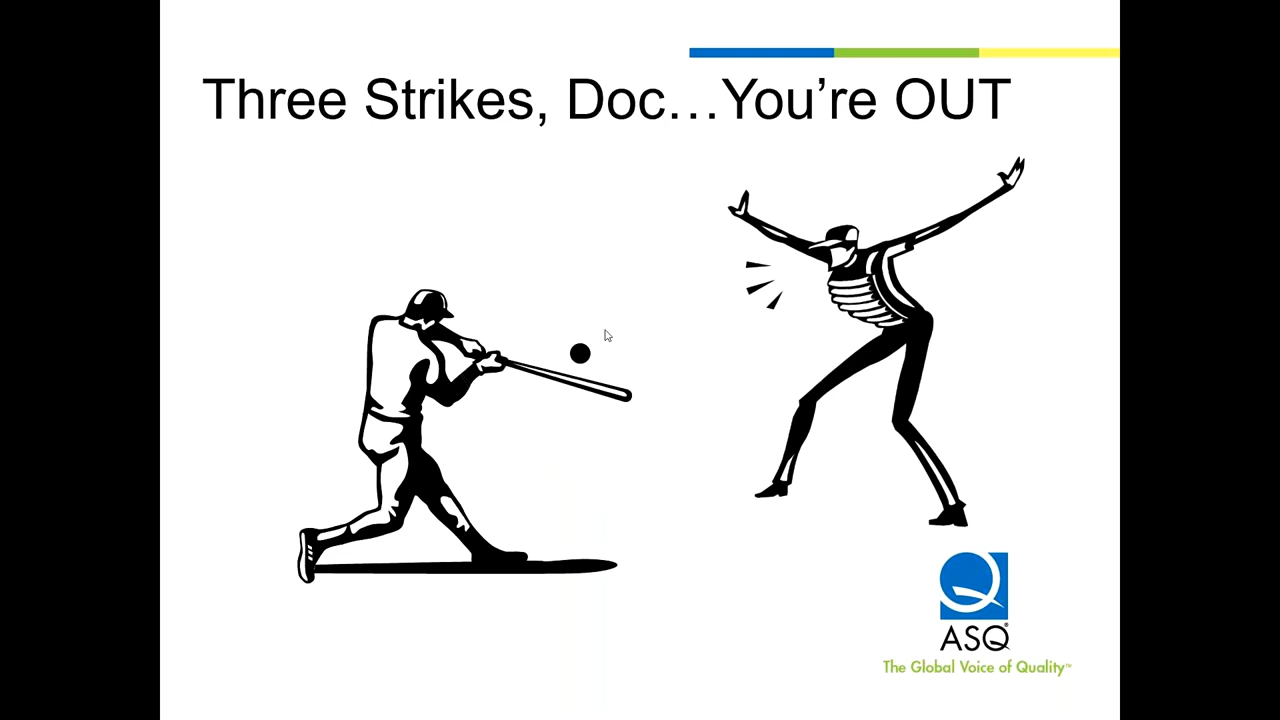 Three Strikes, Doc…You’re OUT
ASQ®
The Global Voice of Quality™